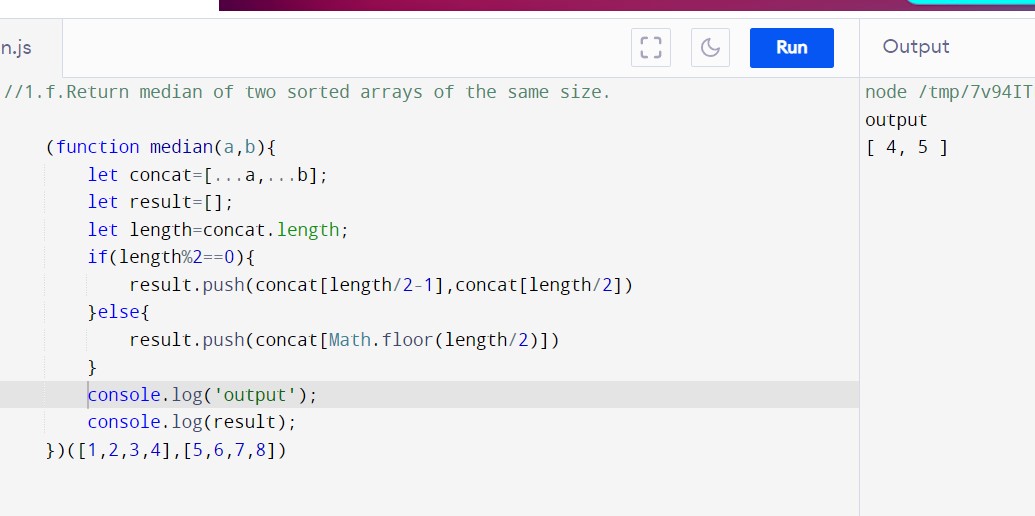 n.js
Run
Output
//1.f.Return median of two sorted arrays of the same size.
(function median(a,b){
let concat=[...a,...b];
let result=[];
let length=concat.length;
if(length%2==0){
result.push(concat[length/2-1],concat[length/2])
}else{
result.push(concat[Math.floor(length/2)])
}
console.log('output');
console.log(result);
})([1,2,3,4],[5,6,7,8])
node /tmp/7v94IT
output
[ 4, 5 ]